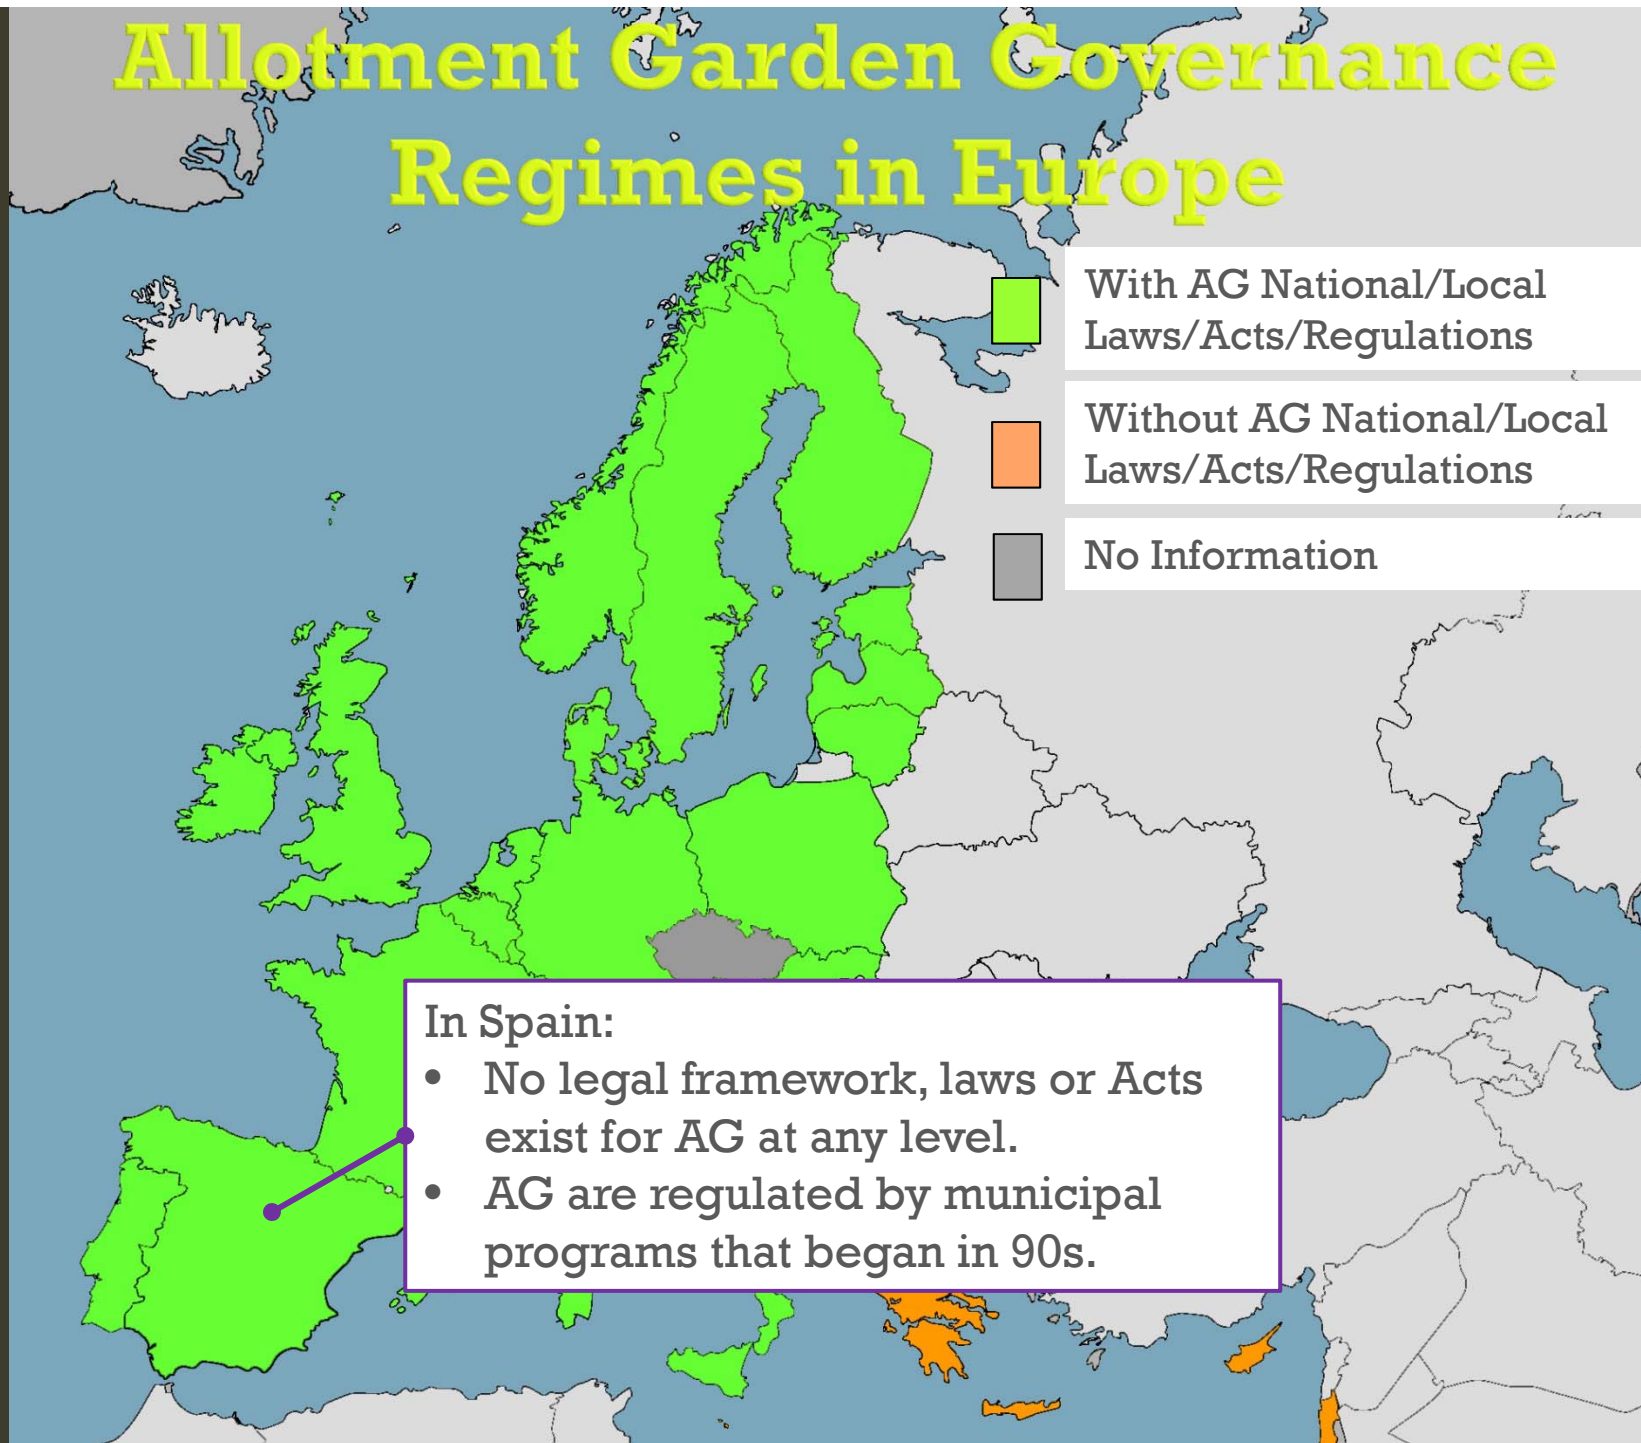 Allotment Garden Governance
Regimes in Europe
With AG National/Local
Laws/Acts/Regulations
Without AG National/Local
Laws/Acts/Regulations
No Information
In Spain:
• No legal framework, laws or Acts
exist for AG at any level.
• AG are regulated by municipal
programs that began in 90s.